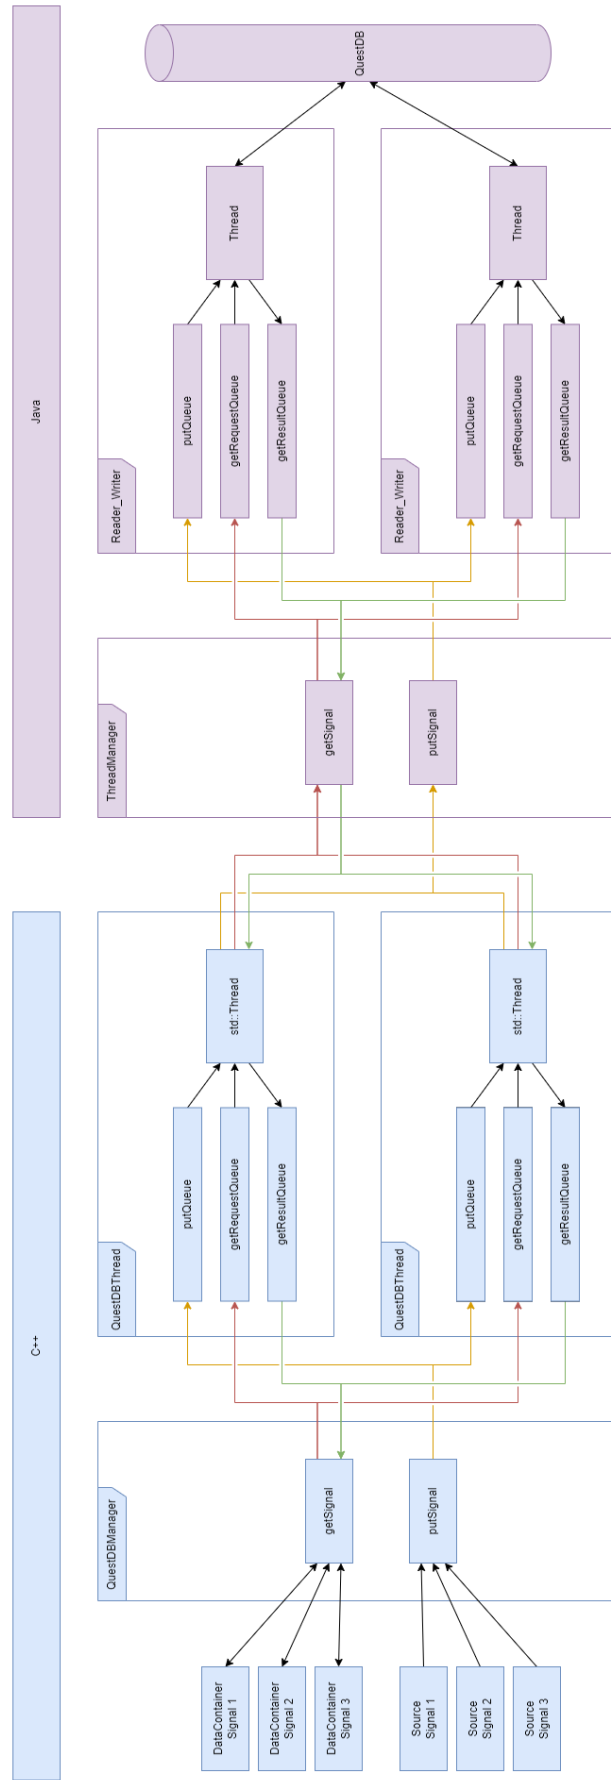 C++
Java
DataContainer
Signal 1
DataContainer
Signal 2
DataContainer
Signal 3
Source
Signal 1
Source
Signal 2
Source
Signal 3
QuestDBManager
getSignal
putSignal
QuestDBThread
putQueue
getRequestQueue
getResultQueue
std::Thread
QuestDBThread
putQueue
getRequestQueue
getResultQueue
std::Thread
ThreadManager
getSignal
putSignal
Reader_Writer
putQueue
getRequestQueue
getResultQueue
Thread
Reader_Writer
putQueue
getRequestQueue
getResultQueue
Thread
QuestDB